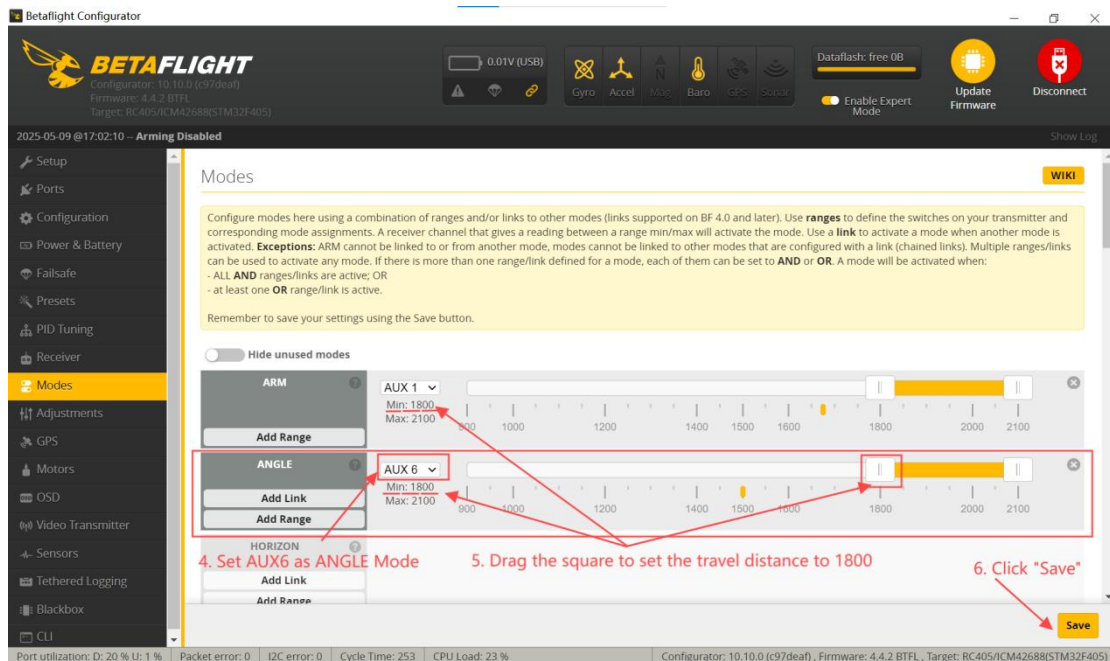 Betaflight Configurator
BETAFLIGHT
Configurator: 10.10.0 (c97deaf)
Firmware: 4.4.2 BTFL
Target: RC405/ICM42688(STM32F405)
0.01V (USB)
Gyro Accel Mag Baro GPS Sonar
Dataflash: free 0B
Enable Expert
Mode
Update
Firmware
Disconnect
2025-05-09 @17:02:10 -- Arming Disabled
Show Log
Setup
Ports
Configuration
Power & Battery
Failsafe
Presets
PID Tuning
Receiver
Modes
Adjustments
GPS
Motors
OSD
Video Transmitter
Sensors
Tethered Logging
Blackbox
CLI
Modes
WIKI
Configure modes here using a combination of ranges and/or links to other modes (links supported on BF 4.0 and later). Use ranges to define the switches on your transmitter and
corresponding mode assignments. A receiver channel that gives a reading between a range min/max will activate the mode. Use a link to activate a mode when another mode is
activated. Exceptions: ARM cannot be linked to or from another mode, modes cannot be linked to other modes that are configured with a link (chained links). Multiple ranges/links
can be used to activate any mode. If there is more than one range/link defined for a mode, each of them can be set to AND or OR. A mode will be activated when:
- ALL AND ranges/links are active; OR
- at least one OR range/link is active.
Remember to save your settings using the Save button.
Hide unused modes
ARM
Add Range
AUX 1
Min: 1800
Max: 2100
900 1000 1200 1400 1500 1600 1800 2000 2100
ANGLE
Add Link
Add Range
AUX 6
Min: 1800
Max: 2100
900 1000 1200 1400 1500 1600 1800 2000 2100
HORIZON
Add Link
Add Range
4. Set AUX6 as ANGLE Mode
5. Drag the square to set the travel distance to 1800
6. Click "Save"
Save
Port utilization: D: 20 % U: 1 % Packet error: 0 I2C error: 0 Cycle Time: 253 CPU Load: 23 % Configurator: 10.10.0 (c97deaf) , Firmware: 4.4.2 BTFL , Target: RC405/ICM42688(STM32F405)